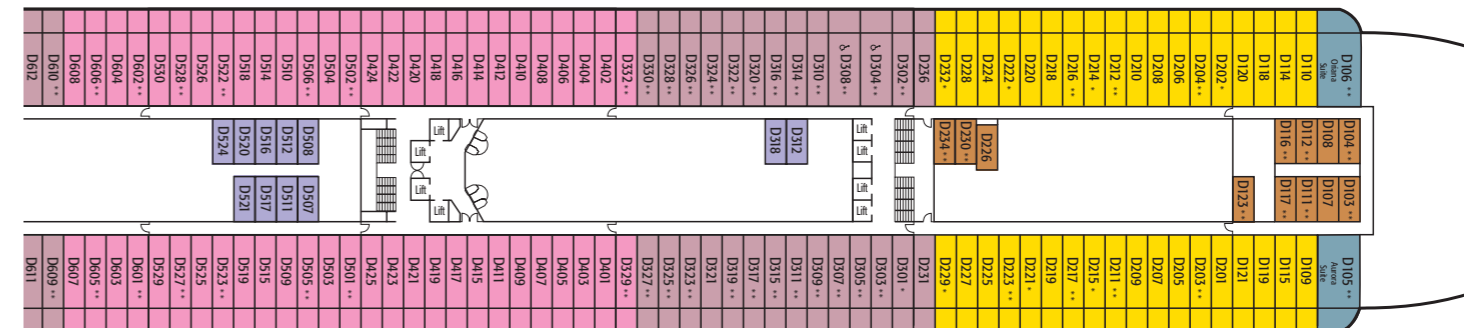 D612
D610 **
D608
D606 **
D604
D602 **
D530
D528 **
D526
D522 **
D518
D514
D510
D506 **
D504
D502 **
D424
D422
D420
D418
D416
D414
D412
D410
D408
D406
D404
D402
D332 **
D330 **
D328 **
D326 **
D324 **
D322 **
D320 **
D316 **
D314 **
D310 **
D308 **
D304 **
D302 **
D236
D232 *
D228
D224
D222 *
D220
D218
D216 **
D214 *
D212 **
D210
D208
D206
D204 **
D202 *
D120
D118
D114
D110
D106 **
Oriana
Suite
D524
D520
D516
D512
D508
Lift
Lift
D318
D312
Lift
Lift
D234 **
D230 **
D226
D116 **
D112 **
D108
D104 **
D521
D517
D511
D507
Lift
Lift
Lift
Lift
D123 **
D117 **
D111 **
D107
D103 **
D611
D609 **
D607
D605 **
D603
D601 **
D529
D527 **
D525
D523 **
D519
D515
D509
D505 **
D503
D501 **
D425
D423
D419
D417
D415
D411
D409
D407
D405
D403
D329 **
D327 **
D325 **
D323 **
D321
D319 **
D317 **
D315 **
D311 **
D309 **
D307 **
D305 **
D303 **
D301 *
D231
D229 *
D227
D225
D223 **
D221 *
D219
D217 **
D215 *
D211 **
D209
D207
D205
D203 **
D201
D121
D119
D115
D109
D105 **
Aurora
Suite